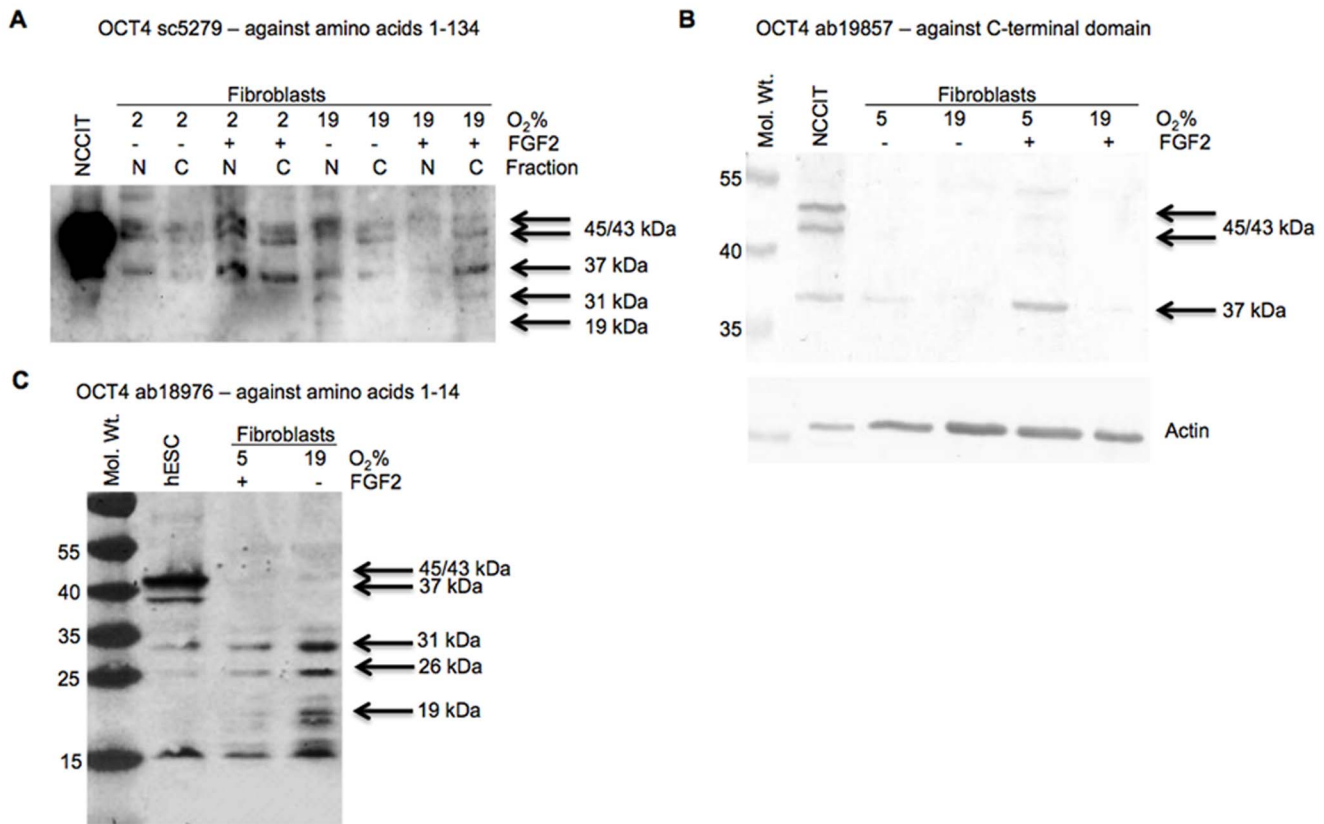 A
OCT4 sc5279 – against amino acids 1-134
NCCIT
Fibroblasts
2 2 2 2 19 19 19 19 O2%
- - + + - - + + FGF2
N C N C N C N C Fraction
45/43 kDa
37 kDa
31 kDa
19 kDa
B
OCT4 ab19857 – against C-terminal domain
Mol. Wt.
NCCIT
Fibroblasts
5 19 5 19 O2%
- - + + FGF2
55
40
35
45/43 kDa
37 kDa
Actin
C
OCT4 ab18976 – against amino acids 1-14
Mol. Wt.
hESC
Fibroblasts
5 19 O2%
+ - FGF2
55
40
35
25
15
45/43 kDa
37 kDa
31 kDa
26 kDa
19 kDa